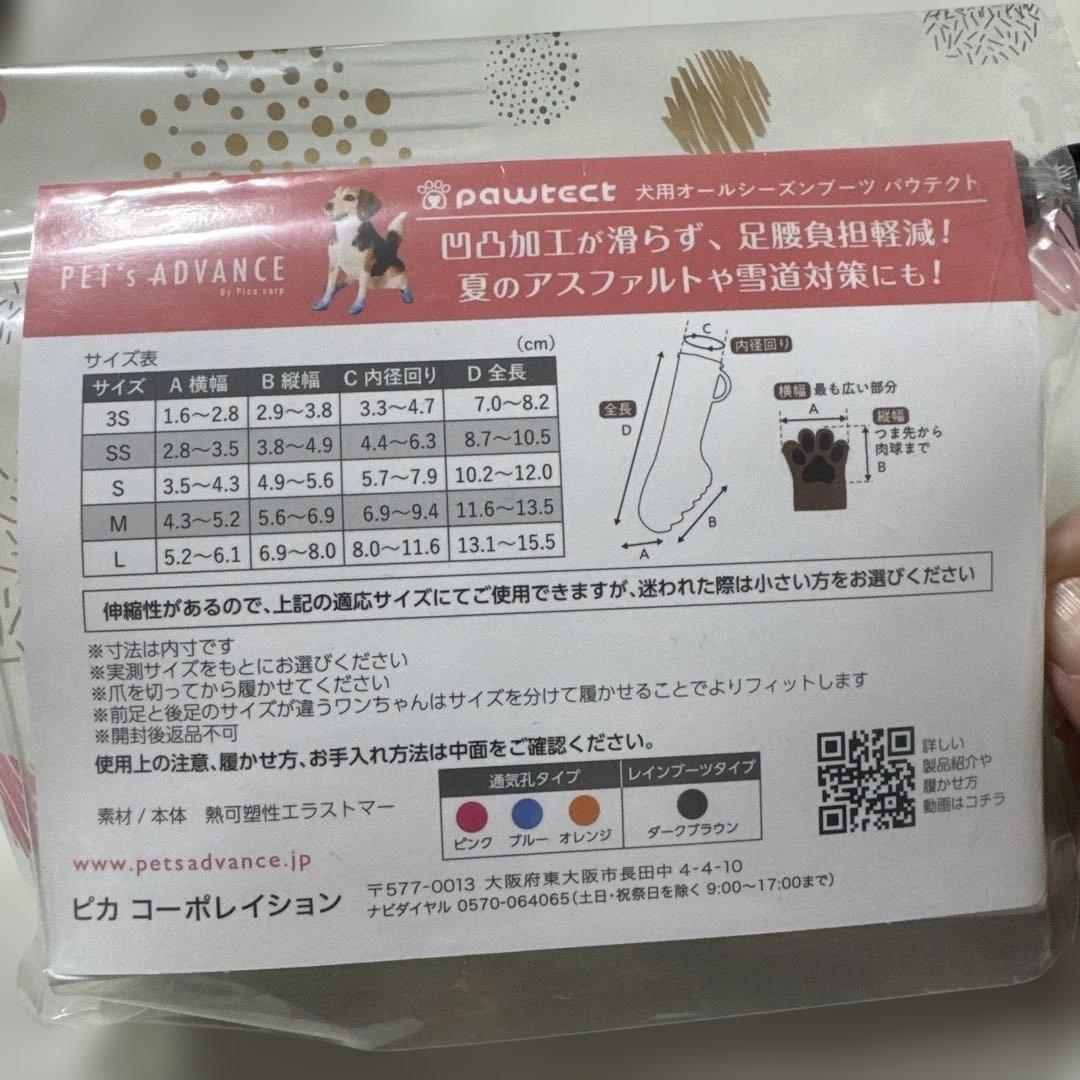 pawtect 犬用オールシーズンブーツ パウテクト
凹凸加工が滑らず、足腰負担軽減!
夏のアスファルトや雪道対策にも!
PET's ADVANCE
By Pica corp
サイズ表 (cm)
サイズ A 横幅 B 縦幅 C 内径回り D 全長
3S 1.6〜2.8 2.9〜3.8 3.3〜4.7 7.0〜8.2
SS 2.8〜3.5 3.8〜4.9 4.4〜6.3 8.7〜10.5
S 3.5〜4.3 4.9〜5.6 5.7〜7.9 10.2〜12.0
M 4.3〜5.2 5.6〜6.9 6.9〜9.4 11.6〜13.5
L 5.2〜6.1 6.9〜8.0 8.0〜11.6 13.1〜15.5
C 内径回り
全長
D
B
A
横幅 最も広い部分
A
縦幅
つま先から
肉球まで
B
伸縮性があるので、上記の適応サイズにてご使用できますが、迷われた際は小さい方をお選びください
※寸法は内寸です
※実測サイズをもとにお選びください
※爪を切ってから履かせてください
※前足と後足のサイズが違うワンちゃんはサイズを分けて履かせることでよりフィットします
※開封後返品不可
使用上の注意、履かせ方、お手入れ方法は中面をご確認ください。
素材 / 本体 熱可塑性エラストマー
通気孔タイプ レインブーツタイプ
ピンク ブルー オレンジ ダークブラウン
詳しい
製品紹介や
履かせ方
動画はコチラ
www.petsadvance.jp
ピカ コーポレイション
〒577-0013 大阪府東大阪市長田中 4-4-10
ナビダイヤル 0570-064065(土日・祝祭日を除く 9:00〜17:00まで)